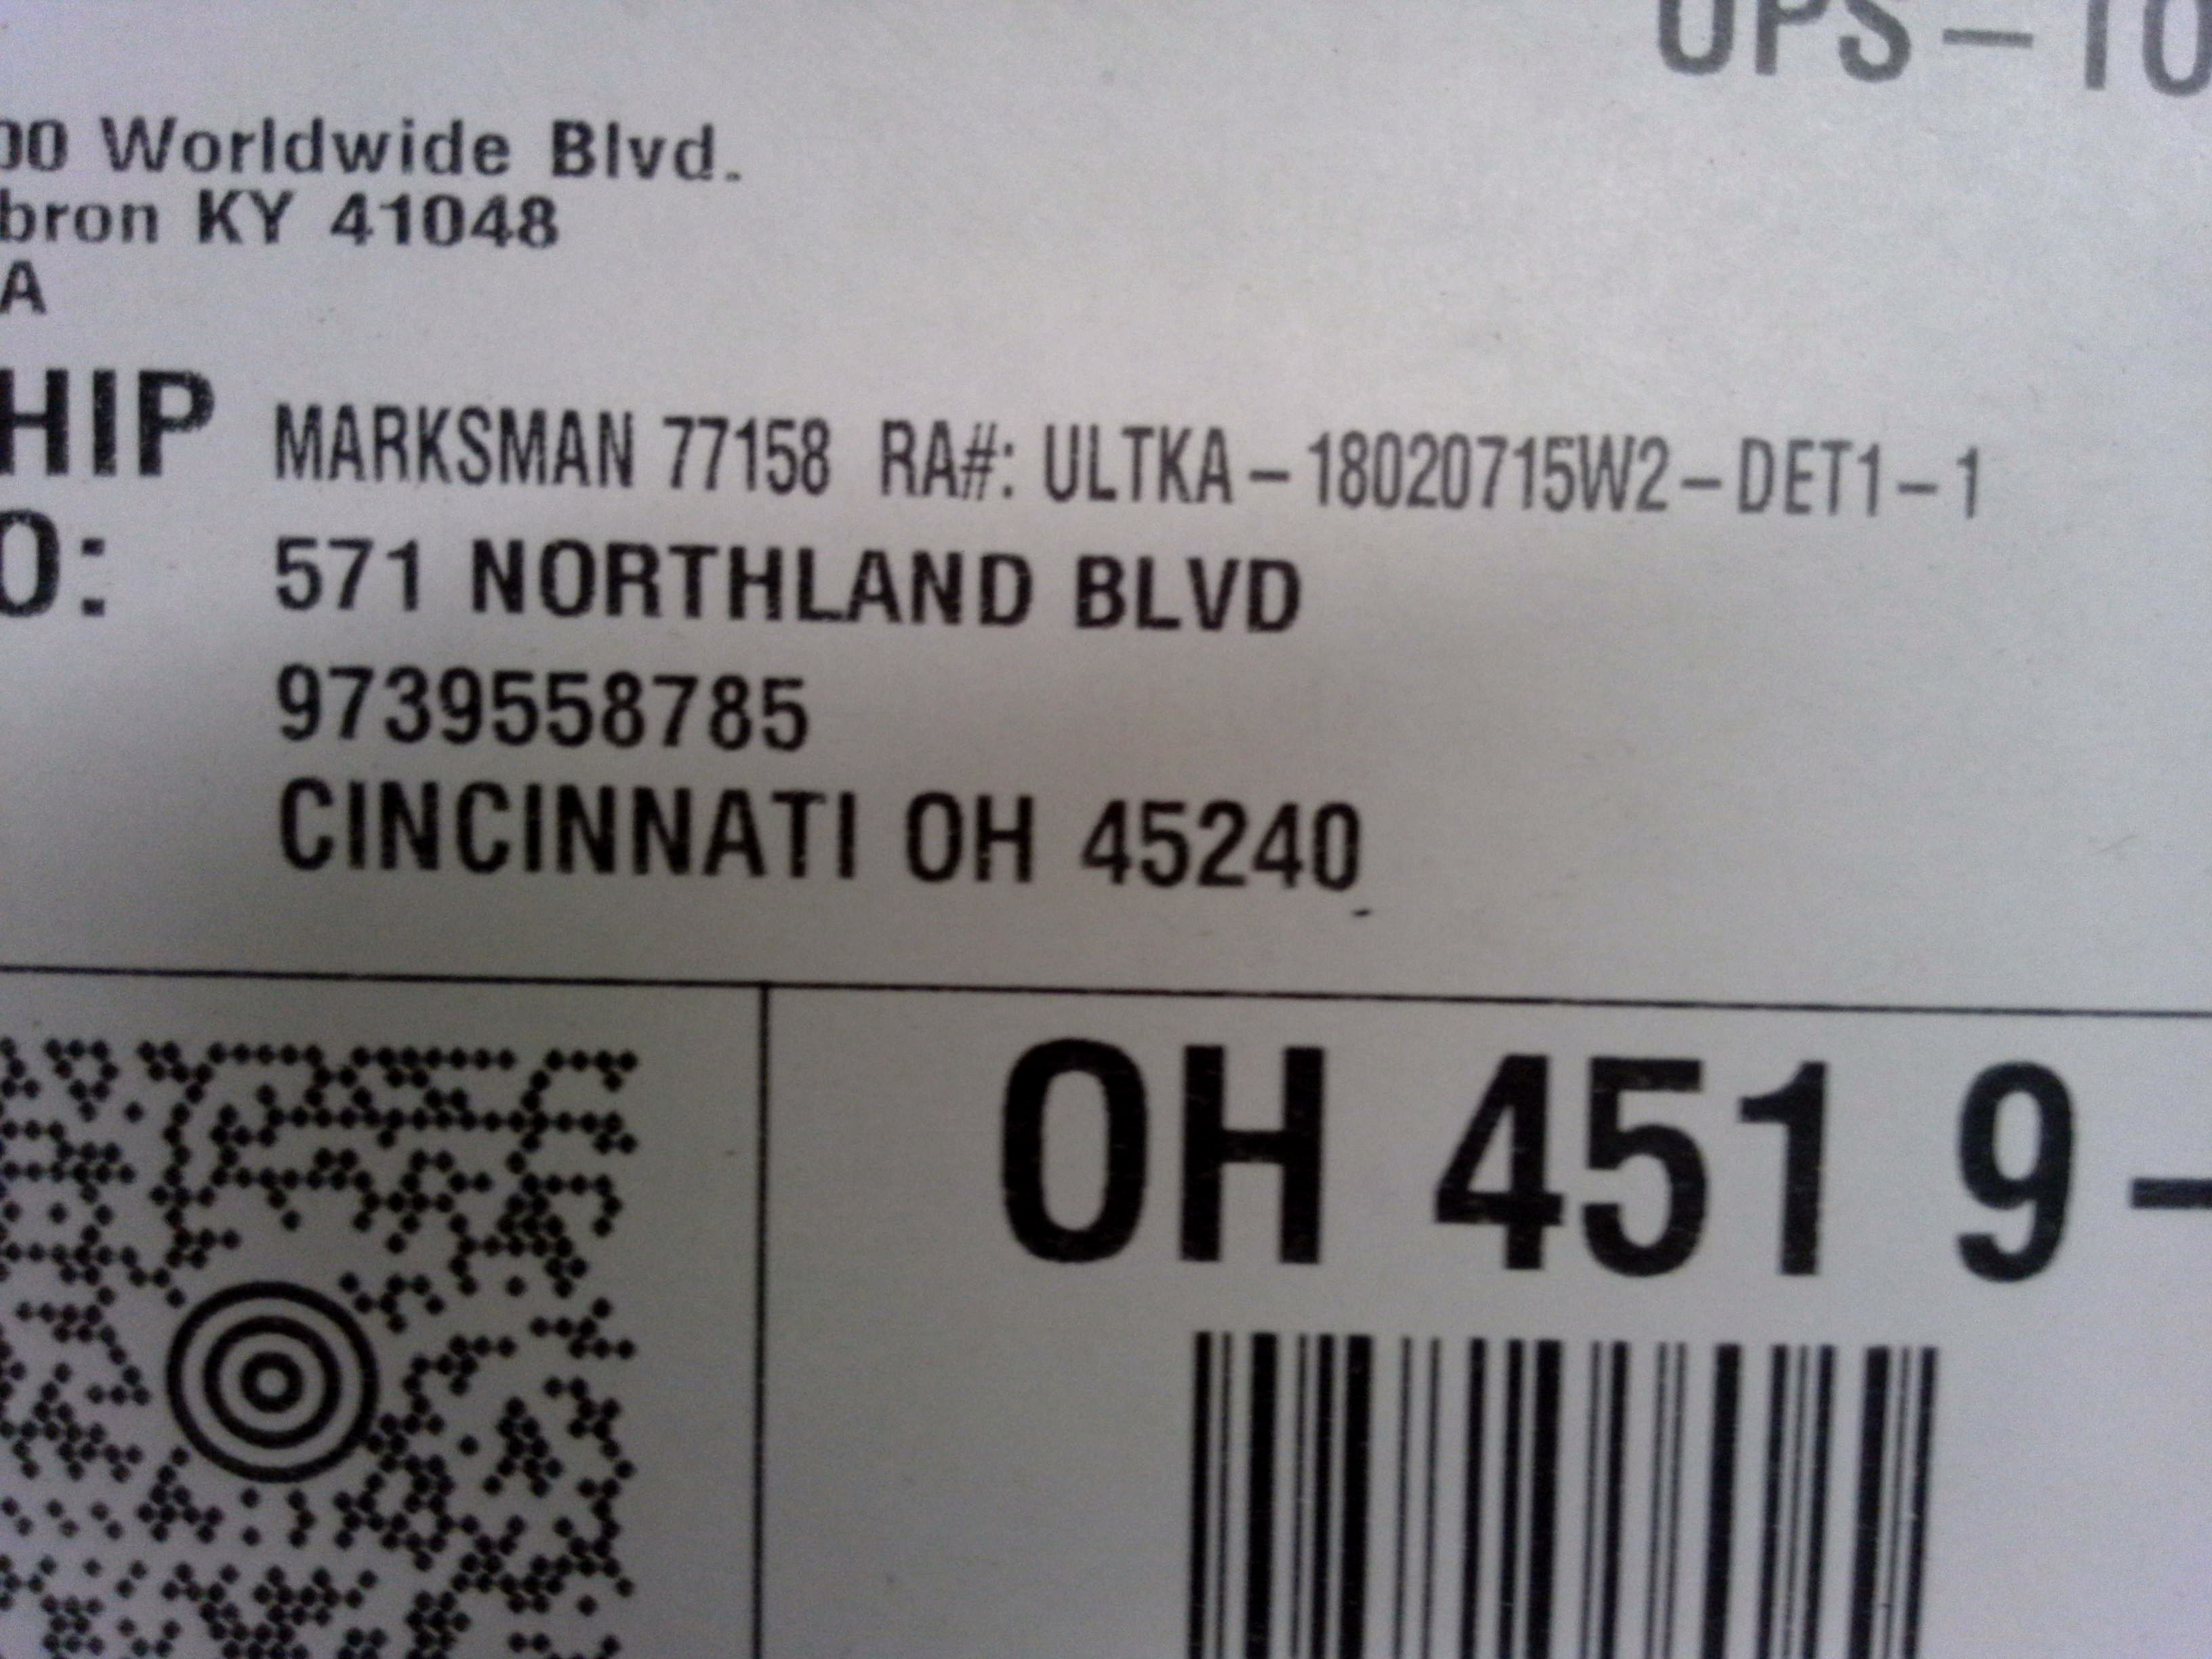 UPS-10
00 Worldwide Blvd.
bron KY 41048
A
HIP
MARKSMAN 77158 RA#: ULTKA-18020715W2-DET1-1
O:
571 NORTHLAND BLVD
9739558785
CINCINNATI OH 45240
OH 451 9-